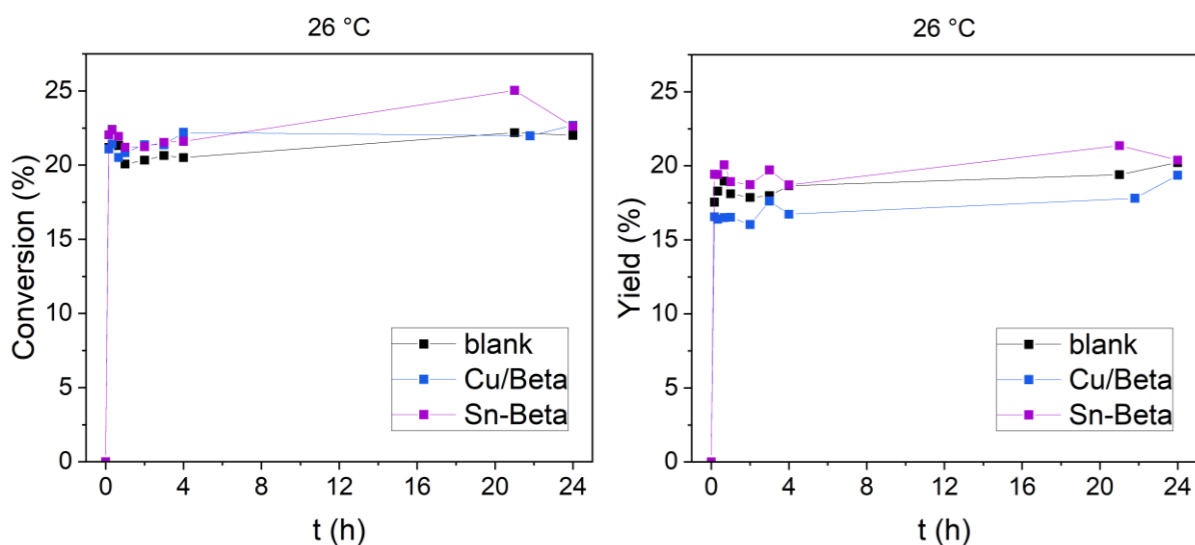 26 °C
Conversion (%)
25
20
15
10
5
0
blank
Cu/Beta
Sn-Beta
0 4 8 12 16 20 24
t (h)
26 °C
Yield (%)
25
20
15
10
5
0
blank
Cu/Beta
Sn-Beta
0 4 8 12 16 20 24
t (h)